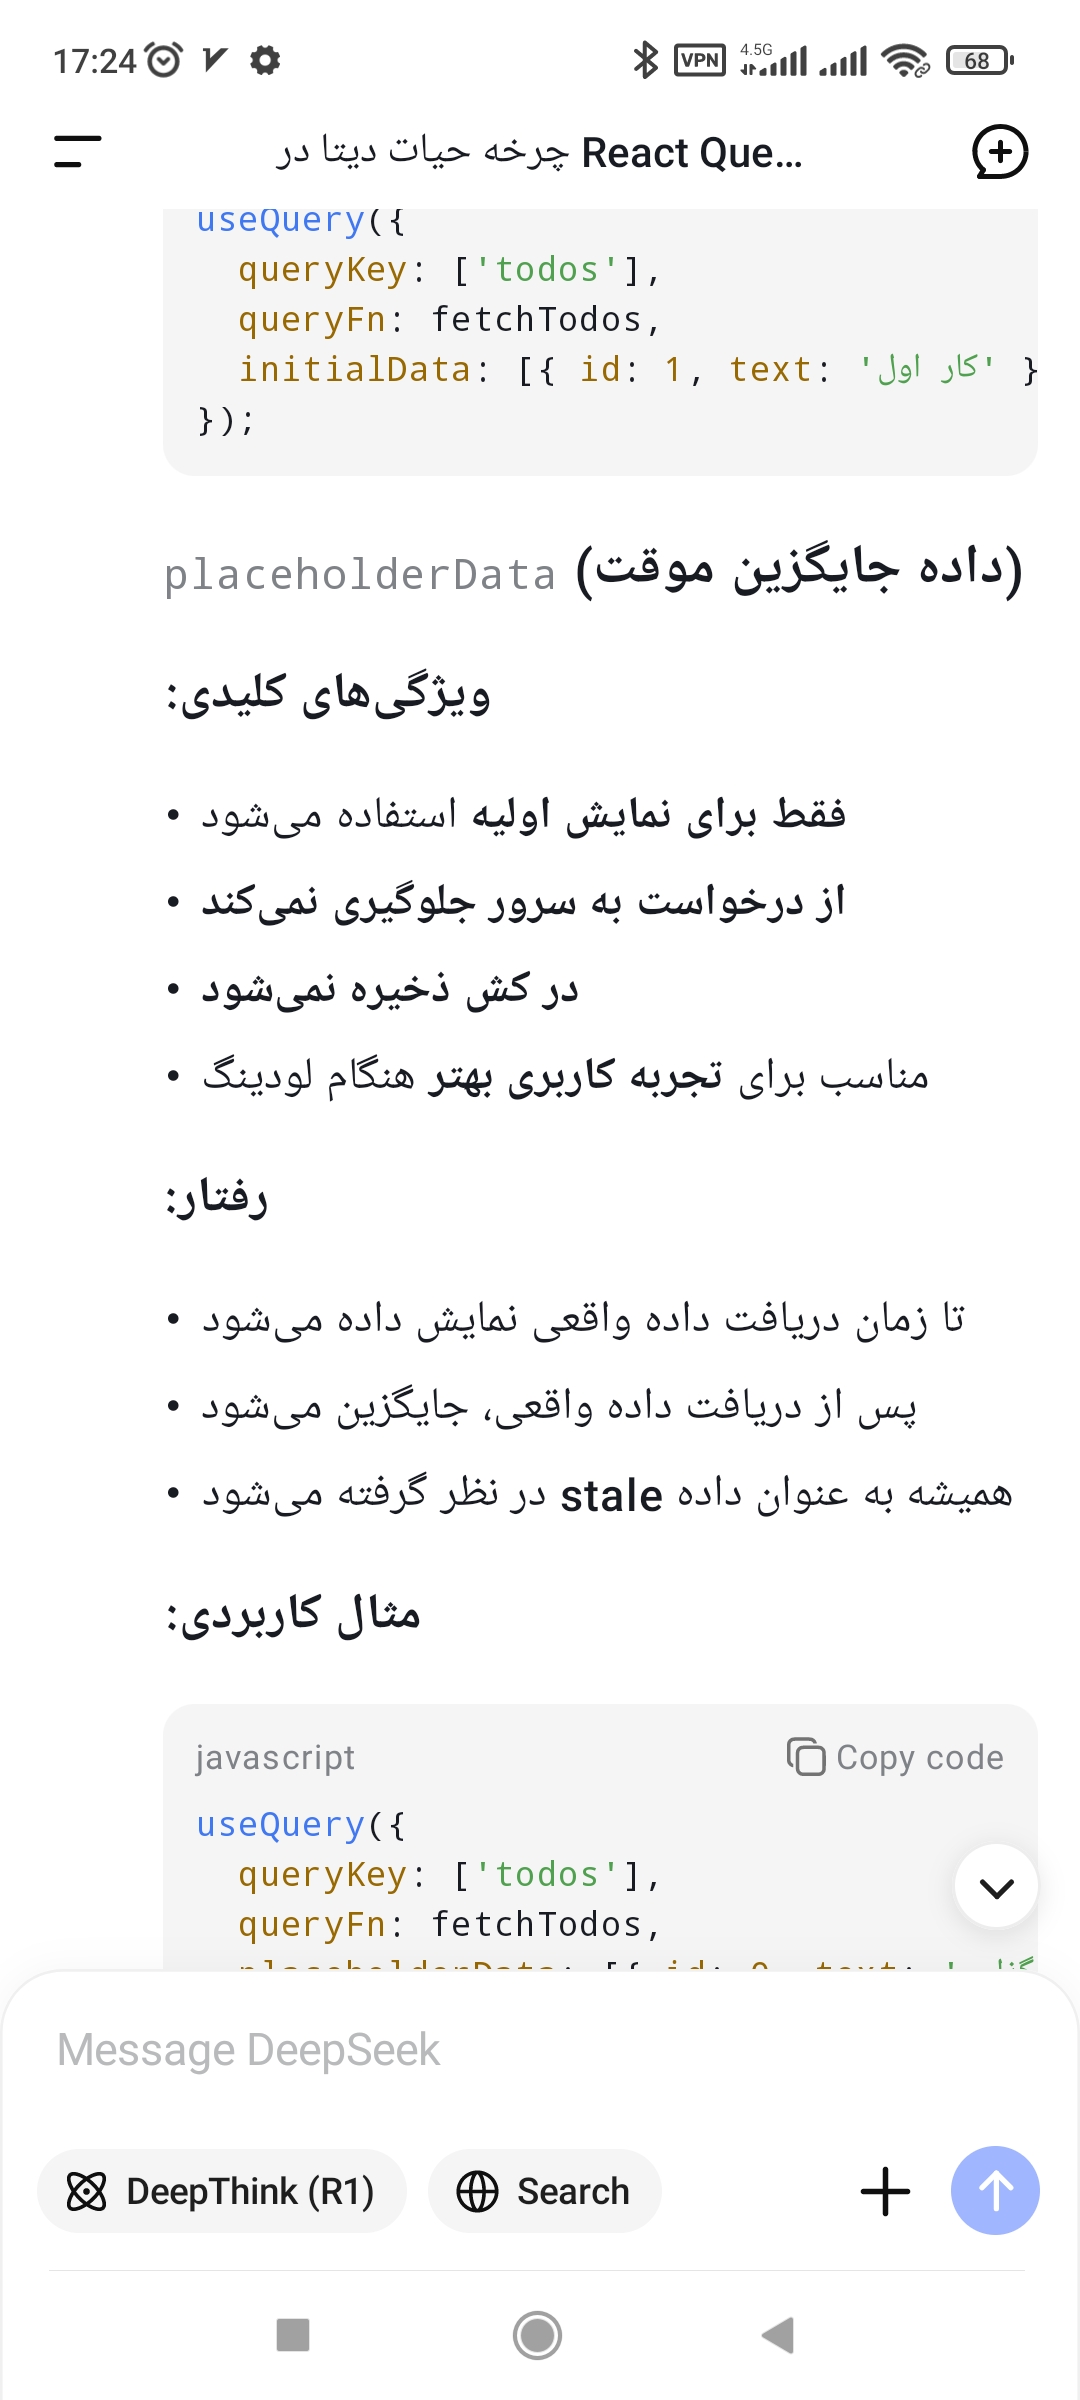 17:24
VPN
4.5G
68
چرخه حیات دیتا در React Que...
useQuery({
queryKey: ['todos'],
queryFn: fetchTodos,
initialData: [{ id: 1, text: 'کار اول' }
});
placeholderData (داده جایگزین موقت)
ویژگی‌های کلیدی:
• فقط برای نمایش اولیه استفاده می‌شود
• از درخواست به سرور جلوگیری نمی‌کند
• در کش ذخیره نمی‌شود
• مناسب برای تجربه کاربری بهتر هنگام لودینگ
رفتار:
• تا زمان دریافت داده واقعی نمایش داده می‌شود
• پس از دریافت داده واقعی، جایگزین می‌شود
• همیشه به عنوان داده stale در نظر گرفته می‌شود
مثال کاربردی:
javascript
Copy code
useQuery({
queryKey: ['todos'],
queryFn: fetchTodos,
placeholderData: [{ id: 0, text: '
Message DeepSeek
DeepThink (R1)
Search